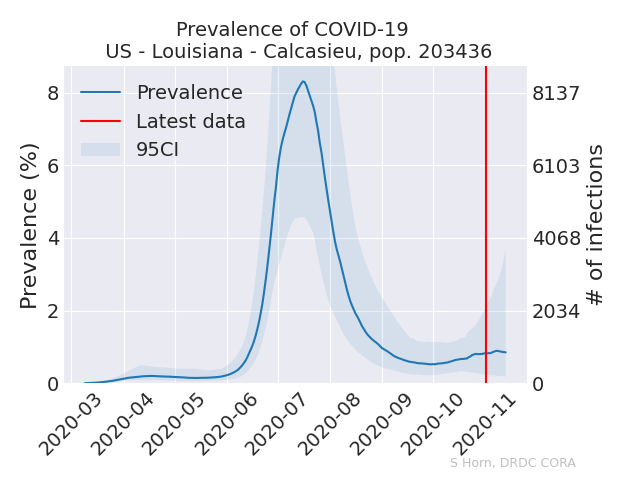 Prevalence of COVID-19
US - Louisiana - Calcasieu, pop. 203436
Prevalence
Latest data
95CI
Prevalence (%)
8
6
4
2
0
8137
6103
4068
2034
0
# of infections
2020-03
2020-04
2020-05
2020-06
2020-07
2020-08
2020-09
2020-10
2020-11
S Horn, DRDC CORA